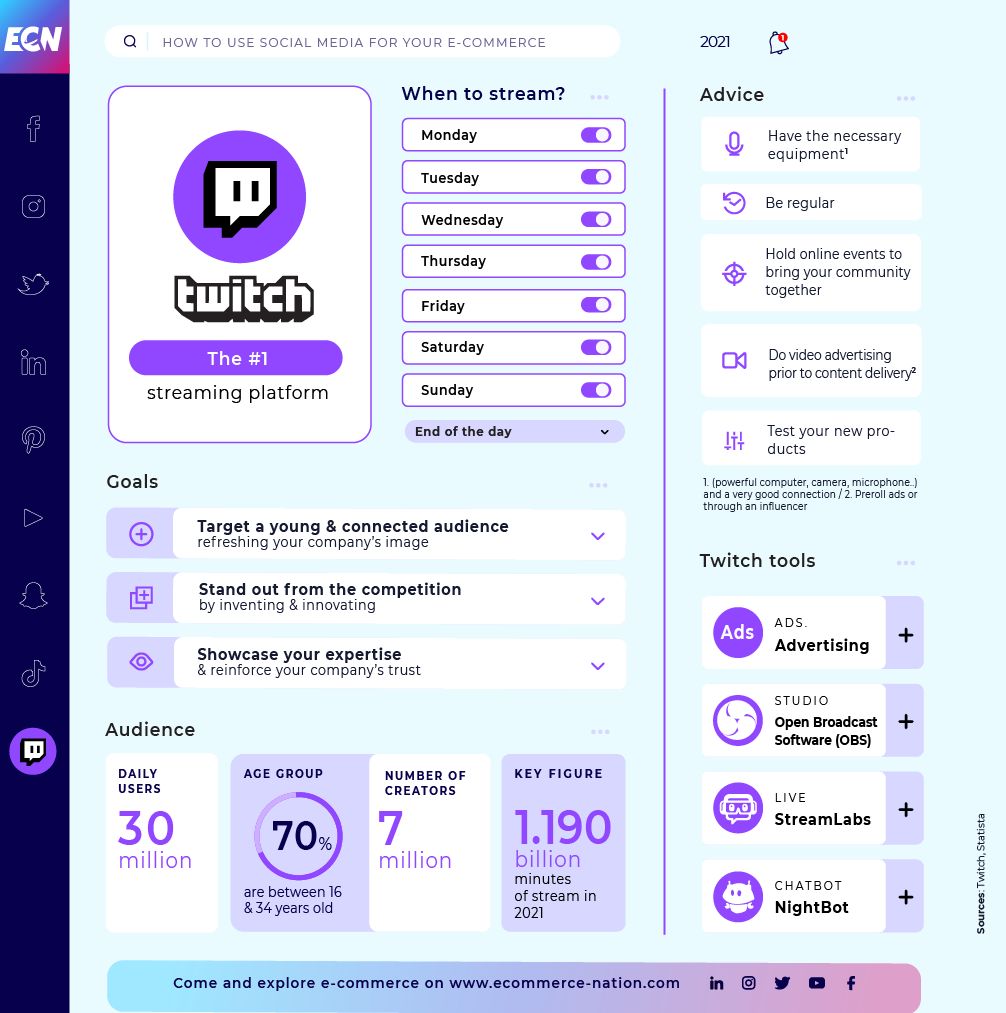 ECN
HOW TO USE SOCIAL MEDIA FOR YOUR E-COMMERCE
2021
1
twitch
The #1
streaming platform
When to stream?
Monday
Tuesday
Wednesday
Thursday
Friday
Saturday
Sunday
End of the day
Goals
Target a young & connected audience
refreshing your company's image
Stand out from the competition
by inventing & innovating
Showcase your expertise
& reinforce your company's trust
Audience
DAILY
USERS
30
million
AGE GROUP
70%
are between 16
& 34 years old
NUMBER OF
CREATORS
7
million
KEY FIGURE
1.190
billion
minutes
of stream in
2021
Advice
Have the necessary
equipment¹
Be regular
Hold online events to
bring your community
together
Do video advertising
prior to content delivery²
Test your new pro-
ducts
1. (powerful computer, camera, microphone..)
and a very good connection / 2. Preroll ads or
through an influencer
Twitch tools
Ads
ADS.
Advertising
+
STUDIO
Open Broadcast
Software (OBS)
+
LIVE
StreamLabs
+
CHATBOT
NightBot
+
Sources: Twitch, Statista
Come and explore e-commerce on www.ecommerce-nation.com